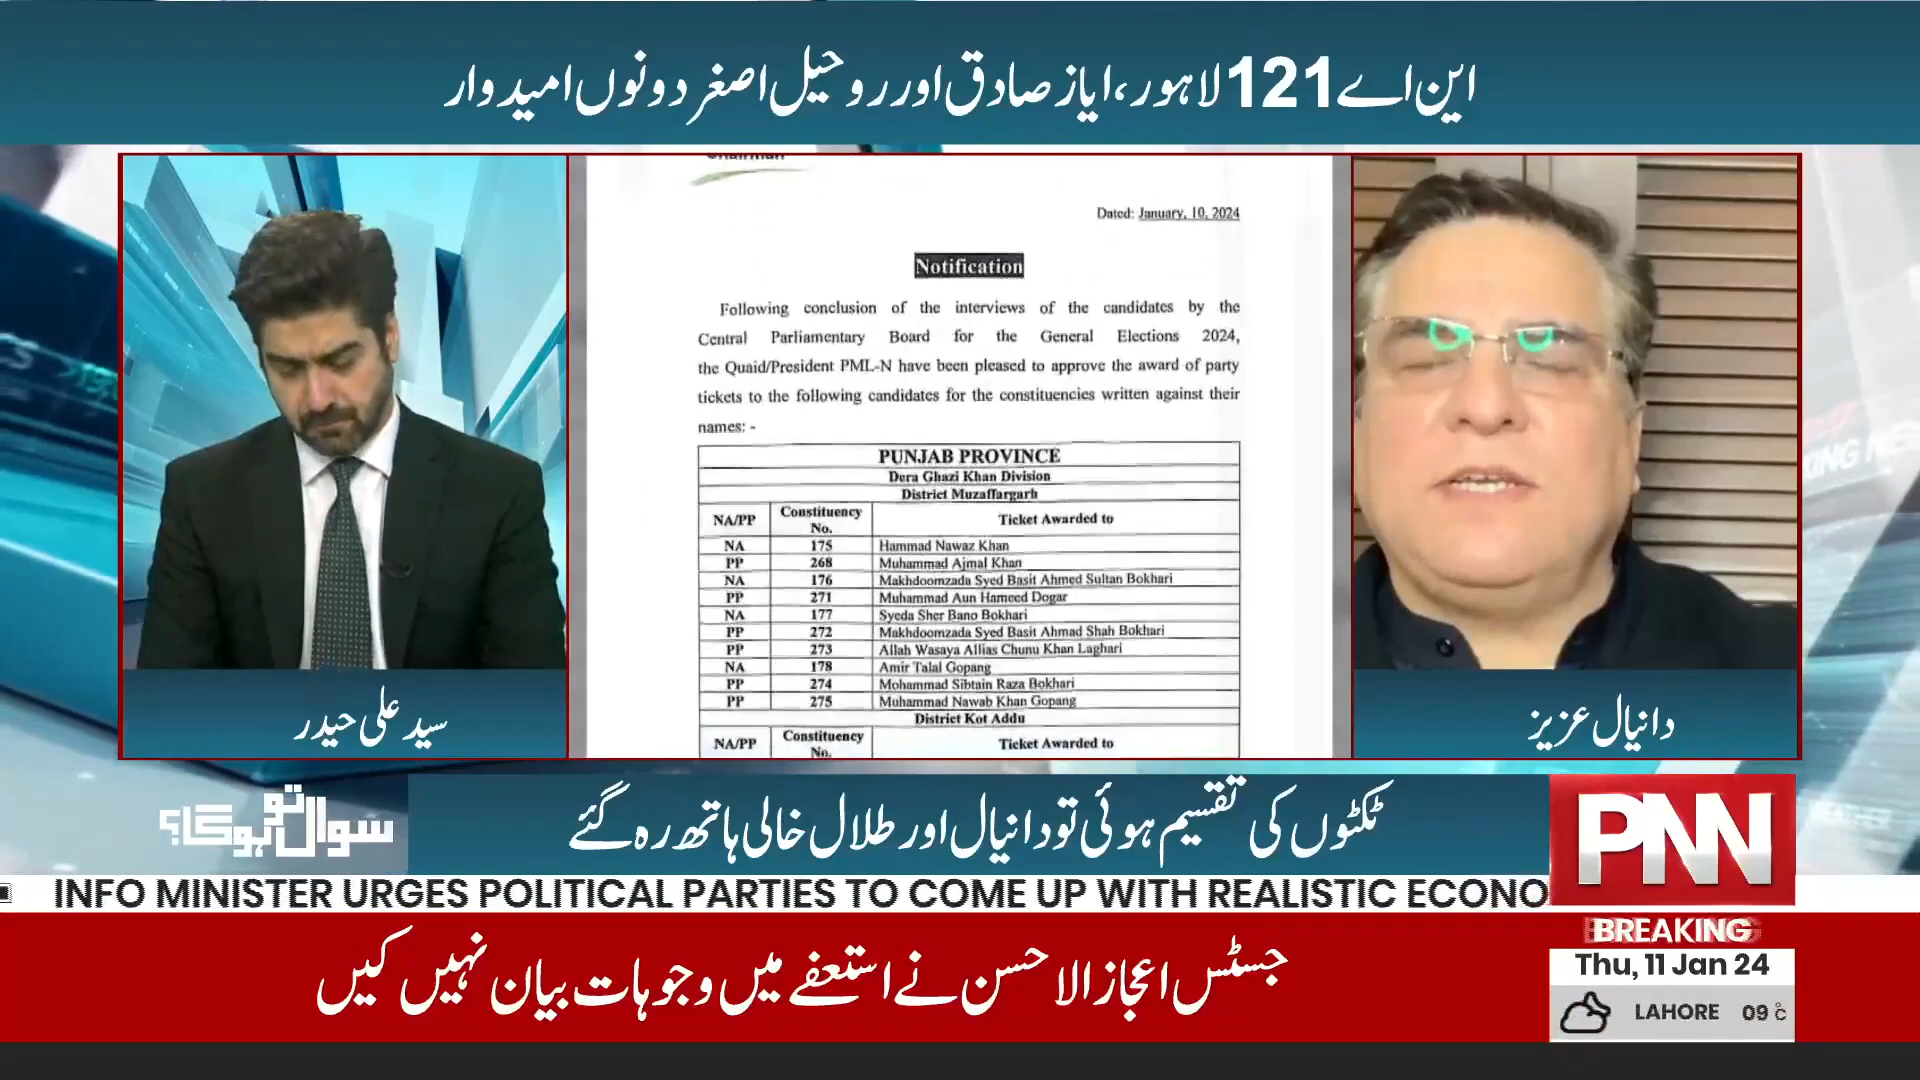 این اے 121 لاہور، ایاز صادق اور روحیل اصغر دونوں امیدوار
Chairman
Dated: January, 10, 2024
Notification
Following conclusion of the interviews of the candidates by the
Central Parliamentary Board for the General Elections 2024,
the Quaid/President PML-N have been pleased to approve the award of party
tickets to the following candidates for the constituencies written against their
names: -
PUNJAB PROVINCE
Dera Ghazi Khan Division
District Muzaffargarh
NA/PP Constituency No. Ticket Awarded to
NA 175 Hammad Nawaz Khan
PP 268 Muhammad Ajmal Khan
NA 176 Makhdoomzada Syed Basit Ahmed Sultan Bokhari
PP 271 Muhammad Aun Hameed Dogar
NA 177 Syeda Sher Bano Bokhari
PP 272 Makhdoomzada Syed Basit Ahmad Shah Bokhari
PP 273 Allah Wasaya Allias Chunu Khan Laghari
NA 178 Amir Talal Gopang
PP 274 Mohammad Sibtain Raza Bokhari
PP 275 Muhammad Nawab Khan Gopang
District Kot Addu
NA/PP Constituency No. Ticket Awarded to
سید علی حیدر
دانیال عزیز
سوال تو ہوگا؟
ٹکٹوں کی تقسیم ہوئی تو دانیال اور طلال خالی ہاتھ رہ گئے
PNN
INFO MINISTER URGES POLITICAL PARTIES TO COME UP WITH REALISTIC ECONO
BREAKING
جسٹس اعجاز الاحسن نے استعفے میں وجوہات بیان نہیں کیں
Thu, 11 Jan 24
LAHORE 09°C